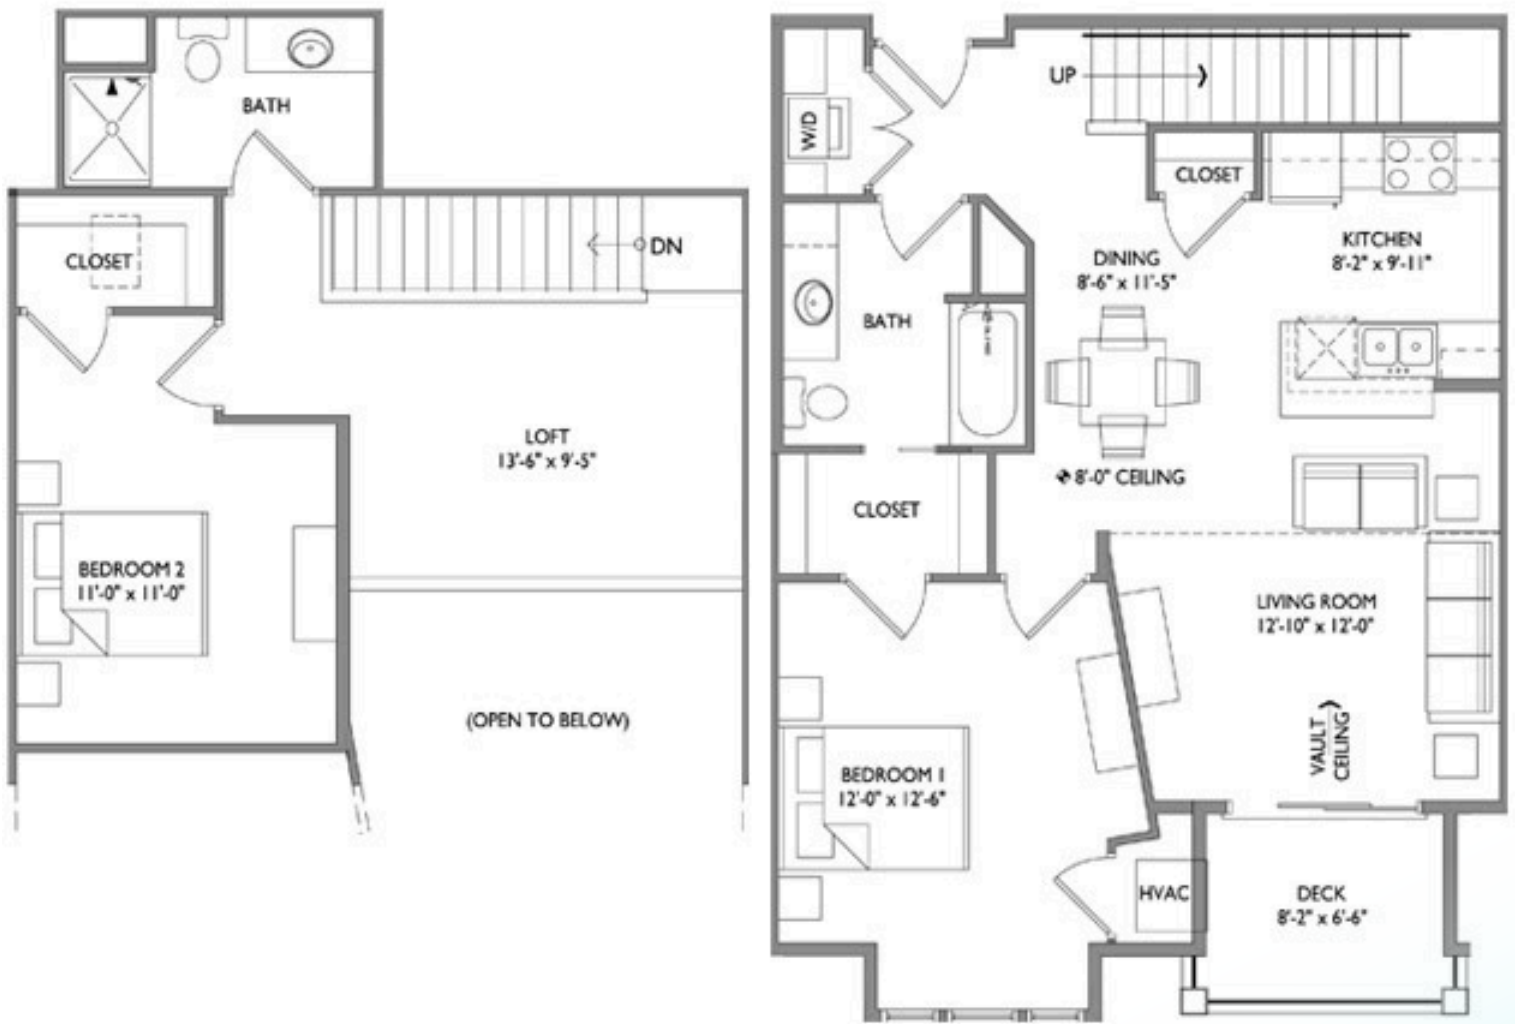 BATH
CLOSET
DN
LOFT
13'-6" x 9'-5"
BEDROOM 2
11'-0" x 11'-0"
(OPEN TO BELOW)
UP
W/D
CLOSET
KITCHEN
8'-2" x 9'-11"
DINING
8'-6" x 11'-5"
BATH
8'-0" CEILING
CLOSET
LIVING ROOM
12'-10" x 12'-0"
VAULT
CEILING
BEDROOM 1
12'-0" x 12'-6"
HVAC
DECK
8'-2" x 6'-6"